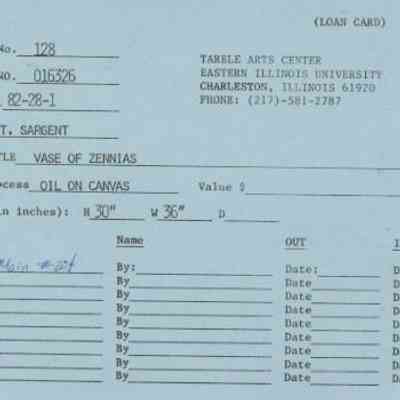 (LOAN CARD)
No. 128
TARBLE ARTS CENTER
NO. 016326
EASTERN ILLINOIS UNIVERSITY
82-28-1
CHARLESTON, ILLINOIS 61920
PHONE: (217)-581-2787
T. SARGENT
TLE VASE OF ZENNIAS
ocess OIL ON CANVAS Value $
in inches): H 30" W 36" D
Name OUT I
Main By: Date: D
By Date D
By Date D
By Date D
By Date D
By Date D
By Date D
By Date D
By Date D